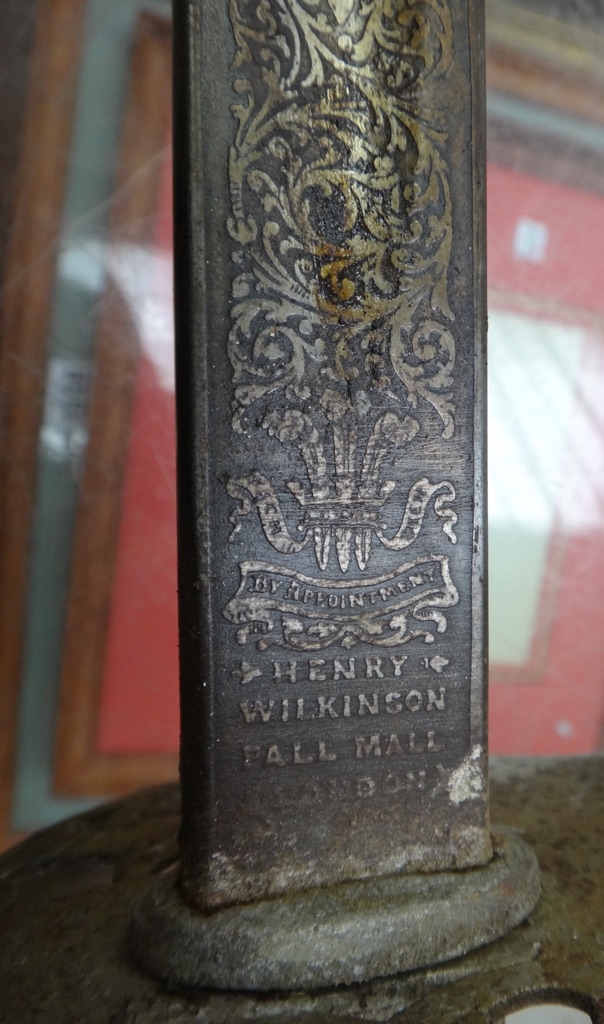 BY APPOINTMENT
HENRY
WILKINSON
PALL MALL
LONDON